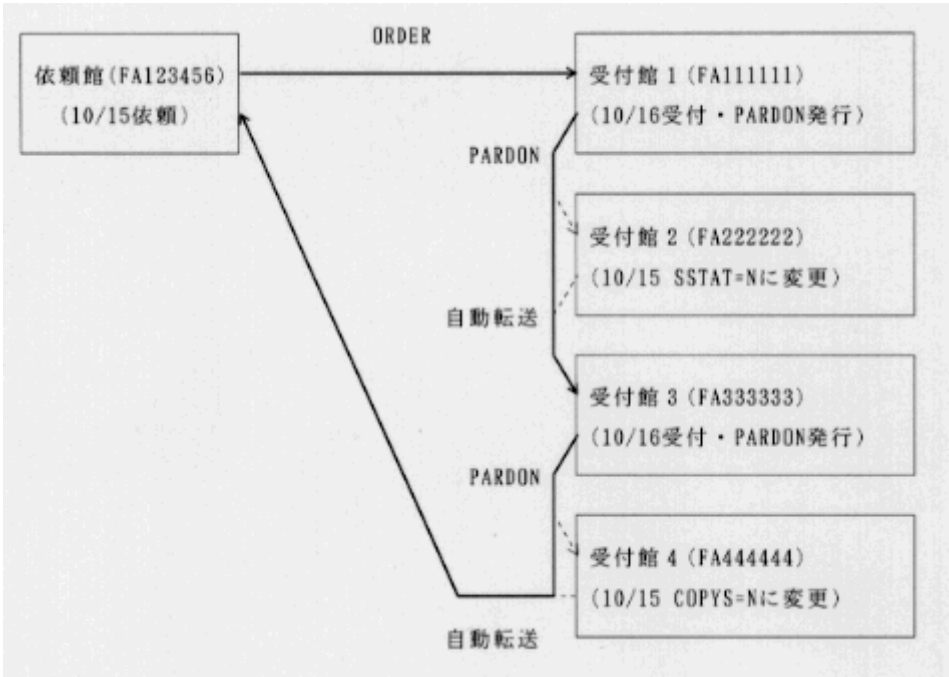 ORDER
依頼館(FA123456)
(10/15依頼)
受付館1(FA111111)
(10/16受付・PARDON発行)
PARDON
受付館2(FA222222)
(10/15 SSTAT=Nに変更)
自動転送
受付館3(FA333333)
(10/16受付・PARDON発行)
PARDON
受付館4(FA444444)
(10/15 COPYS=Nに変更)
自動転送